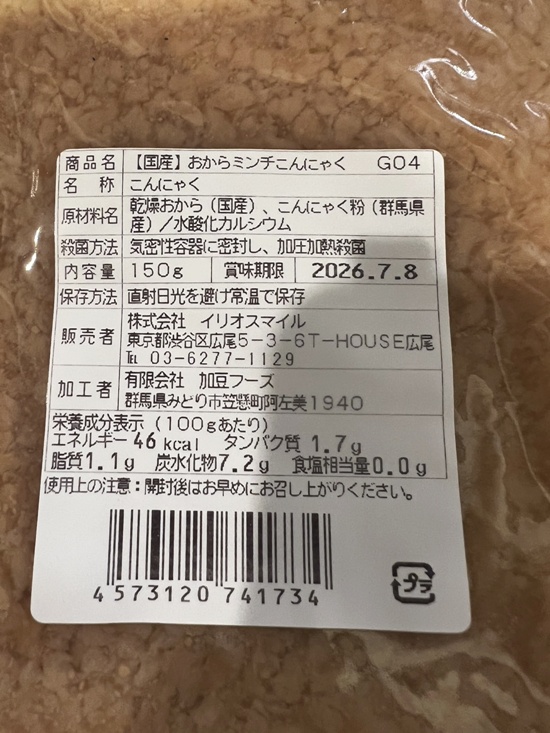 商品名 【国産】おからミンチこんにゃく G04
名称 こんにゃく
原材料名 乾燥おから（国産）、こんにゃく粉（群馬県
産）／水酸化カルシウム
殺菌方法 気密性容器に密封し、加圧加熱殺菌
内容量 150g 賞味期限 2026.7.8
保存方法 直射日光を避け常温で保存
販売者 株式会社 イリオスマイル
東京都渋谷区広尾5-3-6T-HOUSE広尾
℡ 03-6277-1129
加工者 有限会社 加豆フーズ
群馬県みどり市笠懸町阿左美1940
栄養成分表示（100gあたり）
エネルギー46kcal タンパク質 1.7g
脂質1.1g 炭水化物7.2g 食塩相当量0.0g
使用上の注意：開封後はお早めにお召し上がりください。
4 573120 741734
プラ